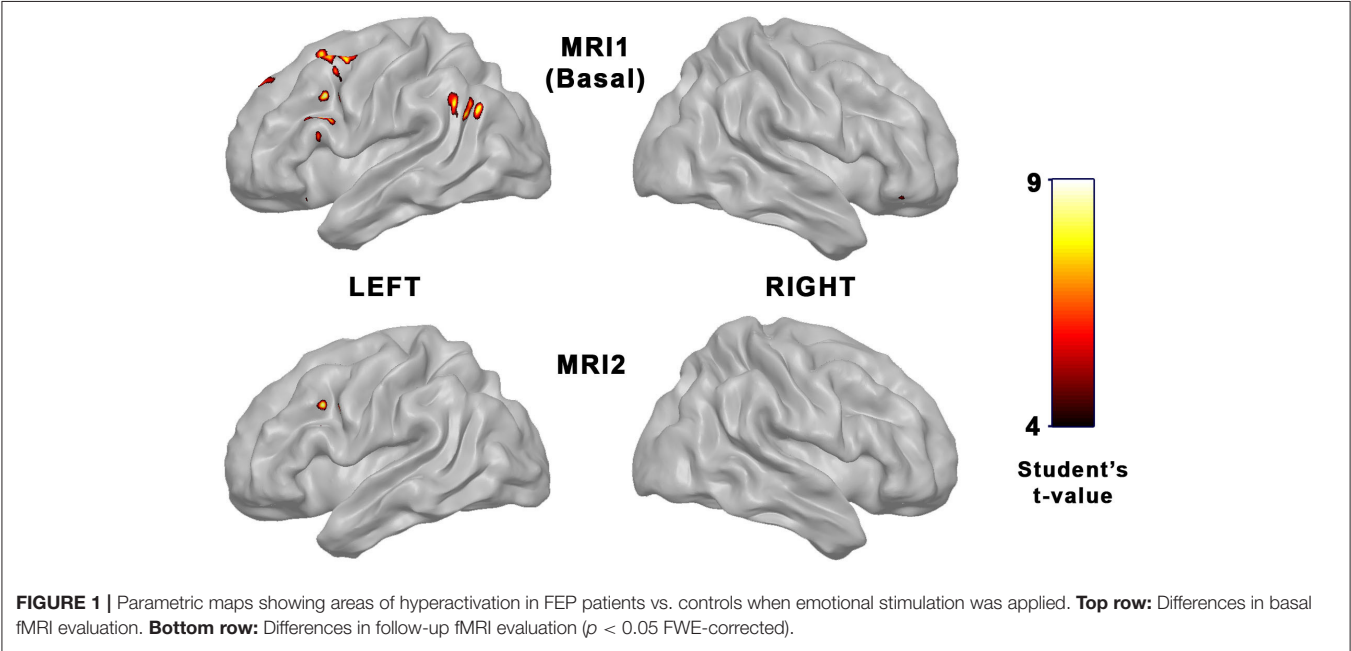 MRI1
(Basal)
9
LEFT
RIGHT
MRI2
4
Student's
t-value
FIGURE 1 | Parametric maps showing areas of hyperactivation in FEP patients vs. controls when emotional stimulation was applied. Top row: Differences in basal
fMRI evaluation. Bottom row: Differences in follow-up fMRI evaluation (p < 0.05 FWE-corrected).